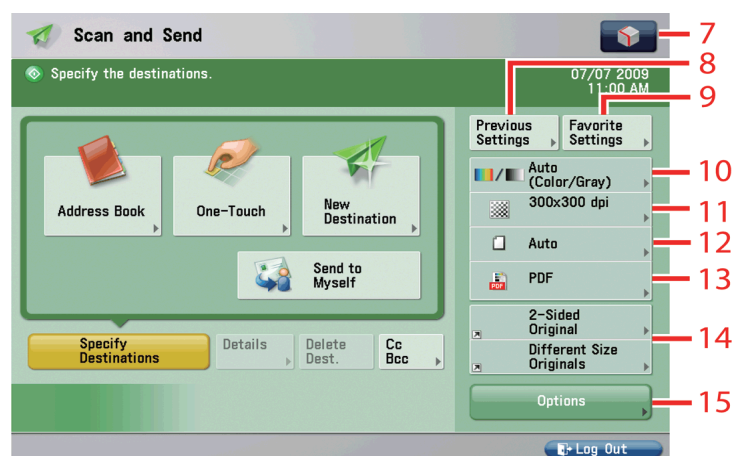 Scan and Send
7
8
Specify the destinations.
07/07 2009
11:00 AM
9
Previous
Settings
Favorite
Settings
Address Book
One-Touch
New
Destination
Send to
Myself
Auto
(Color/Gray)
10
300x300 dpi
11
Auto
12
PDF
PDF
13
2-Sided
Original
Different Size
Originals
14
Specify
Destinations
Details
Delete
Dest.
Cc
Bcc
Options
15
Log Out